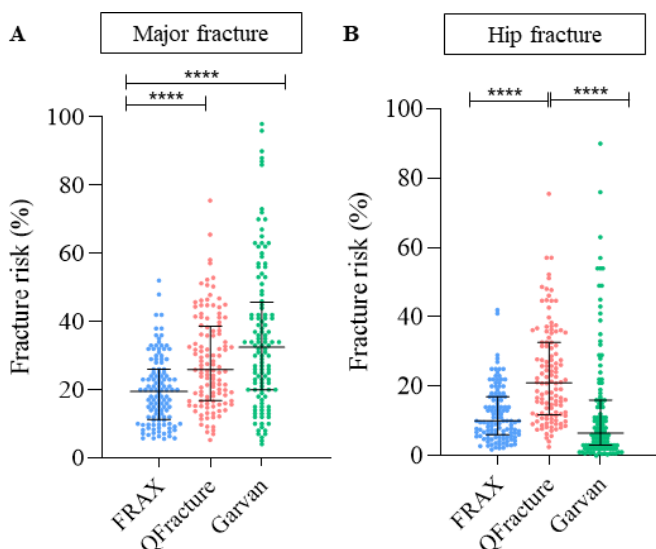 A
Major fracture
****
****
Fracture risk (%)
100
80
60
40
20
0
FRAX
QFracture
Garvan
B
Hip fracture
****
****
Fracture risk (%)
100
80
60
40
20
0
FRAX
QFracture
Garvan